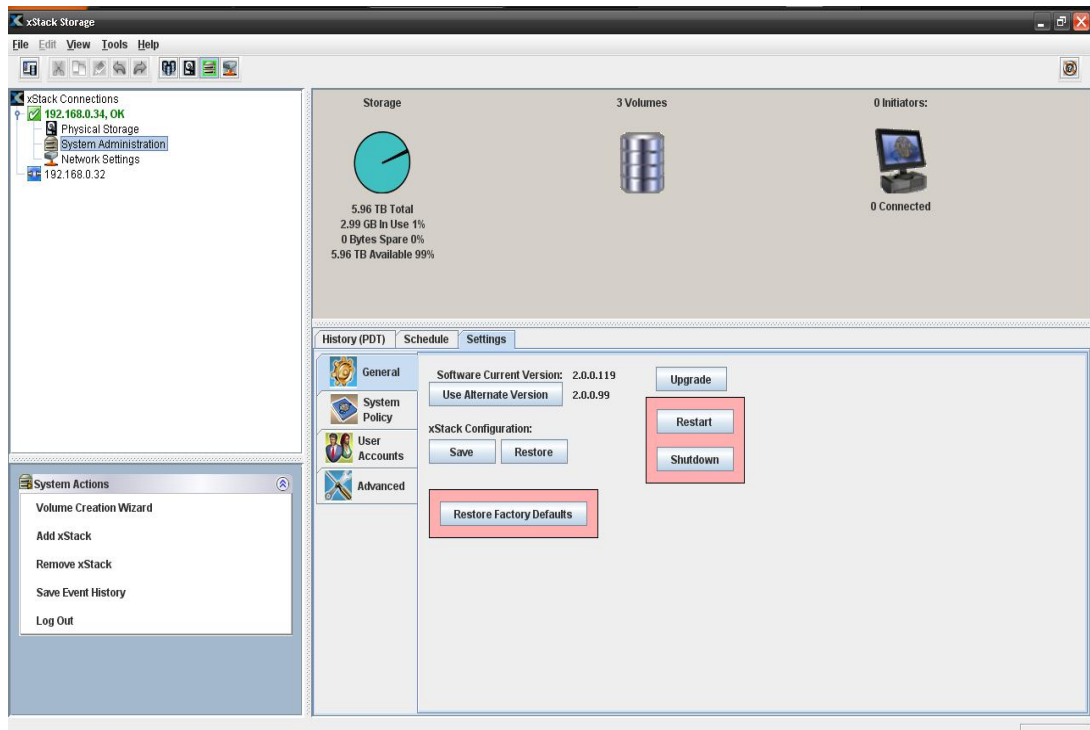 xStack Storage
File Edit View Tools Help
xStack Connections
192.168.0.34, OK
Physical Storage
System Administration
Network Settings
192.168.0.32
System Actions
Volume Creation Wizard
Add xStack
Remove xStack
Save Event History
Log Out
Storage
5.96 TB Total
2.99 GB In Use 1%
0 Bytes Spare 0%
5.96 TB Available 99%
3 Volumes
0 Initiators:
0 Connected
History (PDT) Schedule Settings
General
System
Policy
User
Accounts
Advanced
Software Current Version: 2.0.0.119
Use Alternate Version 2.0.0.99
xStack Configuration:
Save Restore
Restore Factory Defaults
Upgrade
Restart
Shutdown